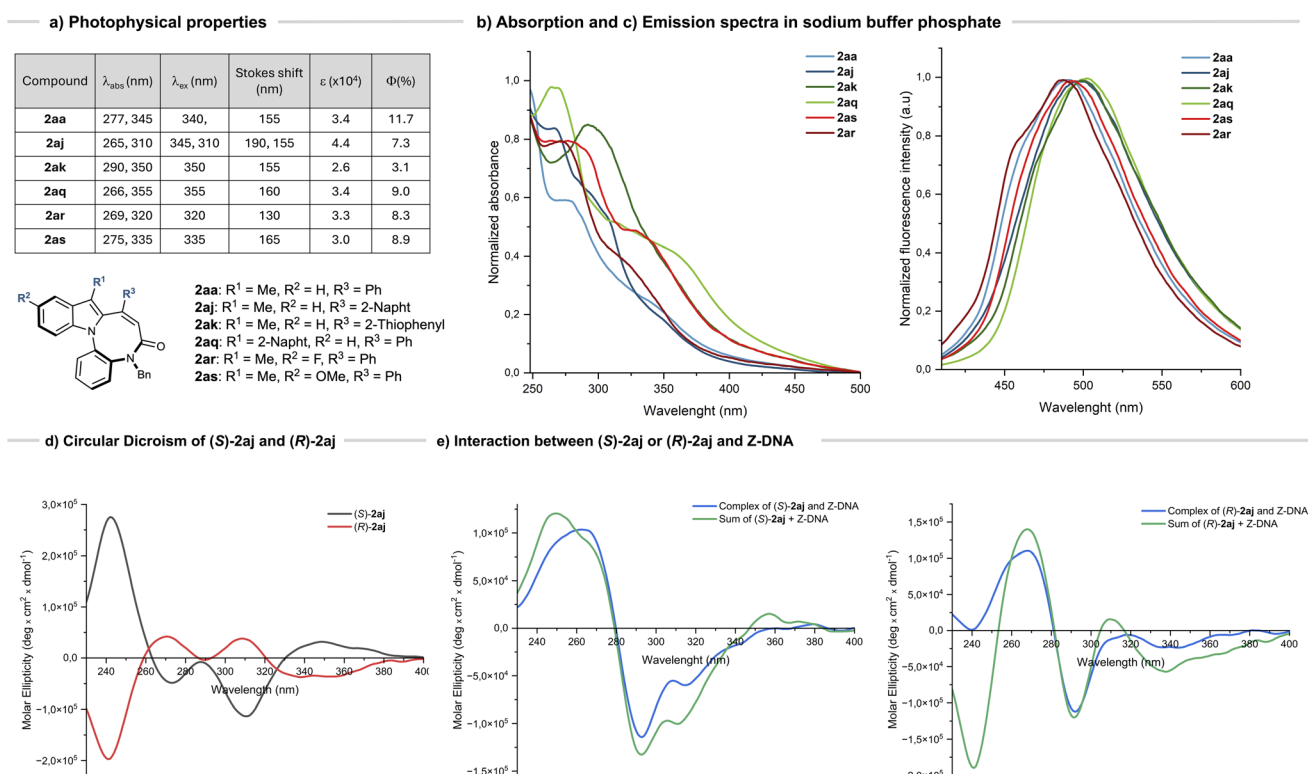 a) Photophysical properties
b) Absorption and c) Emission spectra in sodium buffer phosphate
Compound λabs (nm) λex (nm) Stokes shift (nm) ε (x10⁴) Φ(%)
2aa 277, 345 340, 155 3.4 11.7
2aj 265, 310 345, 310 190, 155 4.4 7.3
2ak 290, 350 350 155 2.6 3.1
2aq 266, 355 355 160 3.4 9.0
2ar 269, 320 320 130 3.3 8.3
2as 275, 335 335 165 3.0 8.9
R¹
R²
R³
N
N
O
Bn
2aa: R¹ = Me, R² = H, R³ = Ph
2aj: R¹ = Me, R² = H, R³ = 2-Napht
2ak: R¹ = Me, R² = H, R³ = 2-Thiophenyl
2aq: R¹ = 2-Napht, R² = H, R³ = Ph
2ar: R¹ = Me, R² = F, R³ = Ph
2as: R¹ = Me, R² = OMe, R³ = Ph
Normalized absorbance
1,0
0,8
0,6
0,4
0,2
0,0
250 300 350 400 450 500
Wavelenght (nm)
2aa
2aj
2ak
2aq
2as
2ar
Normalized fluorescence intensity (a.u)
1,0
0,8
0,6
0,4
0,2
0,0
450 500 550 600
Wavelenght (nm)
2aa
2aj
2ak
2aq
2as
2ar
d) Circular Dicroism of (S)-2aj and (R)-2aj
e) Interaction between (S)-2aj or (R)-2aj and Z-DNA
Molar Ellipticity (deg x cm² x dmol⁻¹)
3,0×10⁵
2,0×10⁵
1,0×10⁵
0,0
−1,0×10⁵
−2,0×10⁵
240 260 280 300 320 340 360 380 400
Wavelength (nm)
(S)-2aj
(R)-2aj
Molar Ellipticity (deg x cm² x dmol⁻¹)
1,0×10⁵
5,0×10⁴
0,0
−5,0×10⁴
−1,0×10⁵
−1,5×10⁵
240 260 280 300 320 340 360 380 400
Wavelenght (nm)
Complex of (S)-2aj and Z-DNA
Sum of (S)-2aj + Z-DNA
Molar Ellipticity (deg x cm² x dmol⁻¹)
1,5×10⁵
1,0×10⁵
5,0×10⁴
0,0
−5,0×10⁴
−1,0×10⁵
−1,5×10⁵
240 260 280 300 320 340 360 380 400
Wavelenght (nm)
Complex of (R)-2aj and Z-DNA
Sum of (R)-2aj + Z-DNA